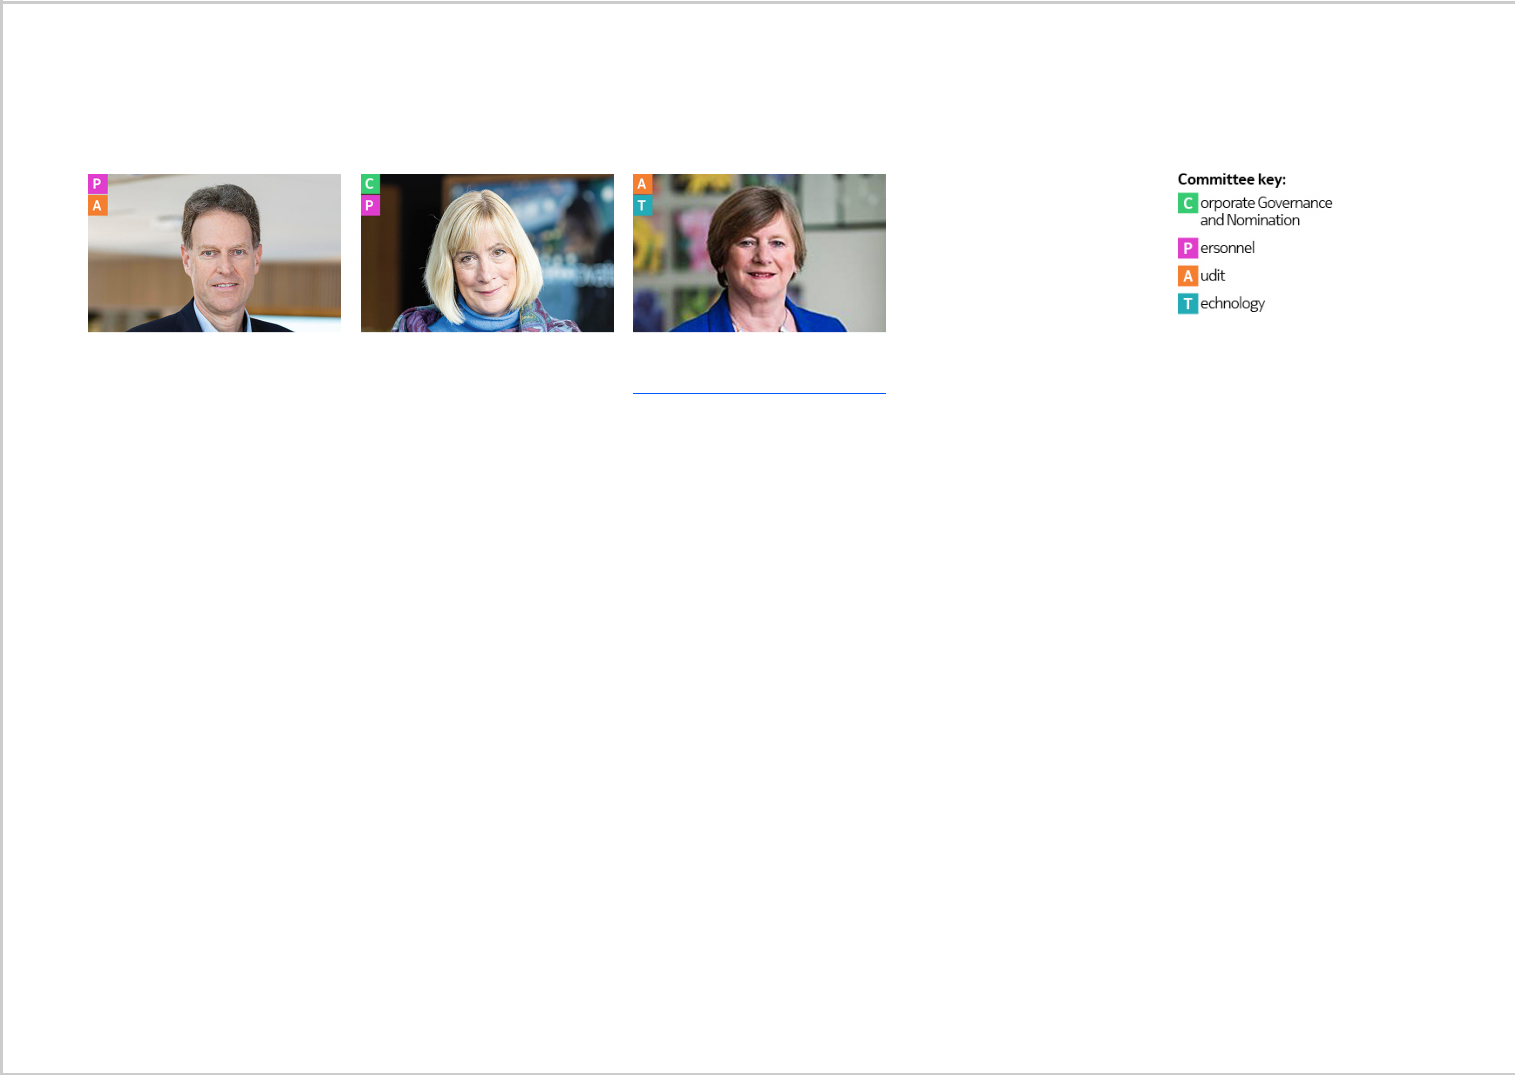 P
A
C
P
A
T
Committee key:
C orporate Governance
and Nomination
P ersonnel
A udit
T echnology